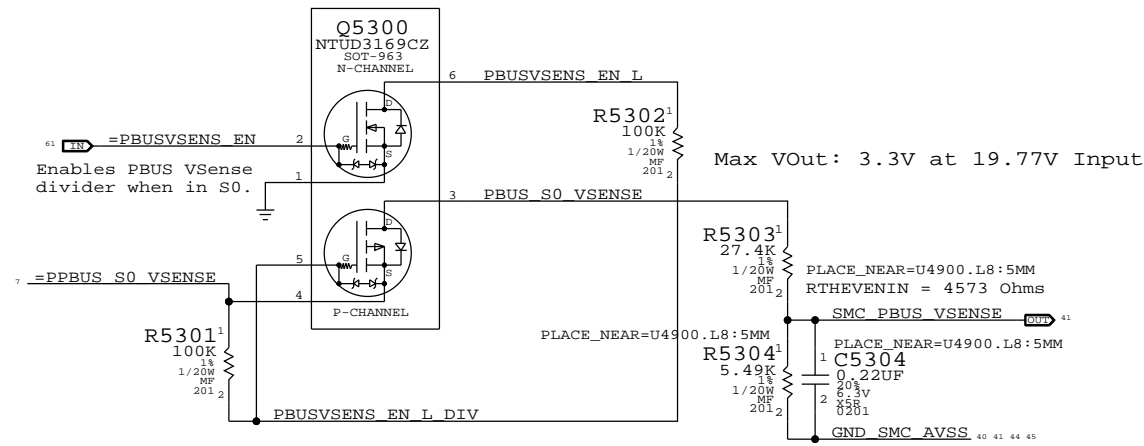 Q5300
NTUD3169CZ
SOT-963
N-CHANNEL
6 PBUSVSENS_EN_L
D
R5302 1
100K
1%
1/20W
MF
201 2
Max VOut: 3.3V at 19.77V Input
61 IN =PBUSVSENS_EN 2
G
S
Enables PBUS VSense
divider when in S0.
1
3 PBUS_S0_VSENSE
D
R5303 1
27.4K
1%
1/20W
MF
201 2
PLACE_NEAR=U4900.L8:5MM
RTHEVENIN = 4573 Ohms
5
G
S
7 =PPBUS_S0_VSENSE
4
P-CHANNEL
SMC_PBUS_VSENSE OUT 41
R5301 1
100K
1%
1/20W
MF
201 2
PLACE_NEAR=U4900.L8:5MM
R5304 1
5.49K
1%
1/20W
MF
201 2
PLACE_NEAR=U4900.L8:5MM
1 C5304
0.22UF
20%
6.3V
2 X5R
0201
PBUSVSENS_EN_L_DIV
GND_SMC_AVSS 40 41 44 45